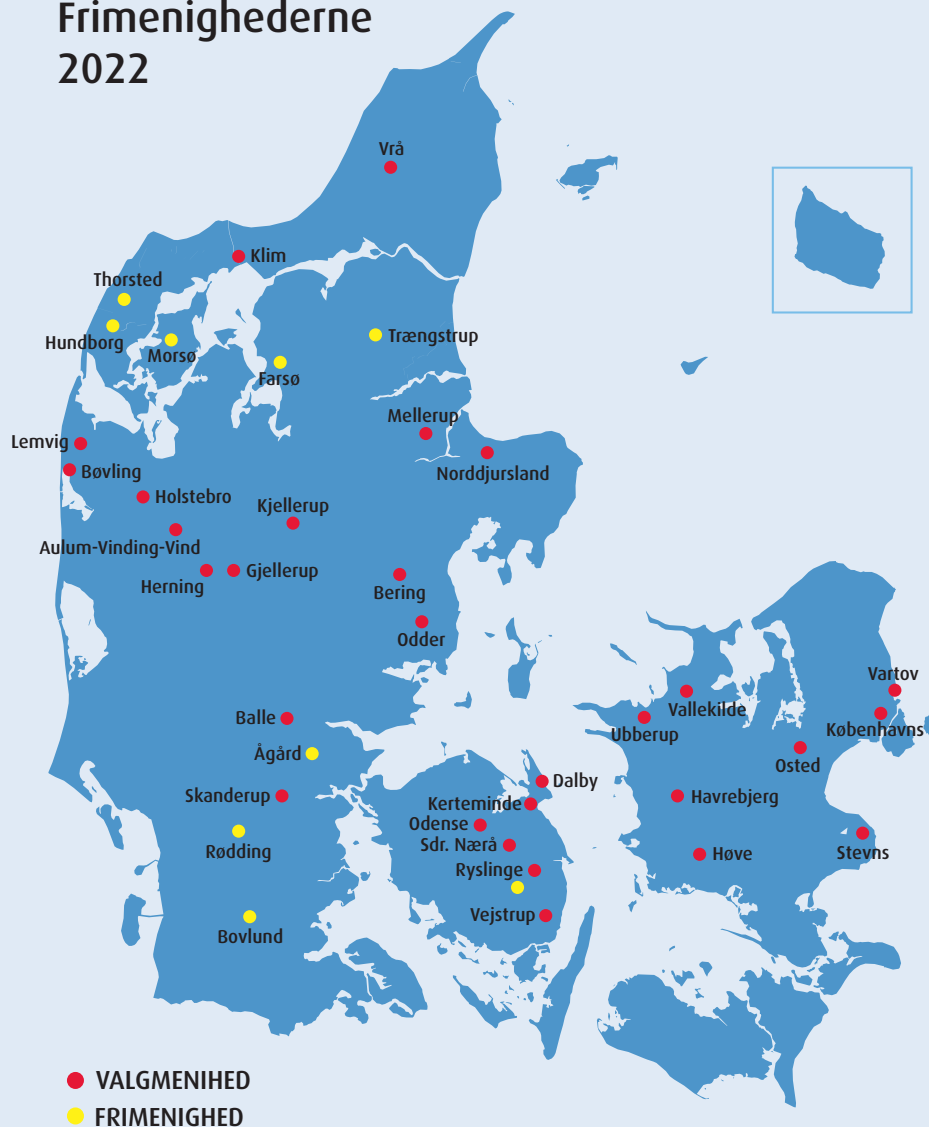 Frimenighederne
2022
Vrå
Klim
Thorsted
Hundborg
Morsø
Trængstrup
Farsø
Mellerup
Lemvig
Norddjursland
Bøvling
Holstebro
Kjellerup
Aulum-Vinding-Vind
Herning
Gjellerup
Bering
Odder
Vartov
Vallekilde
Balle
Ubberup
Københavns
Ågård
Osted
Dalby
Skanderup
Kerteminde
Havrebjerg
Odense
Sdr. Nærå
Rødding
Høve
Stevns
Ryslinge
Vejstrup
Bovlund
VALGMENIHED
FRIMENIGHED